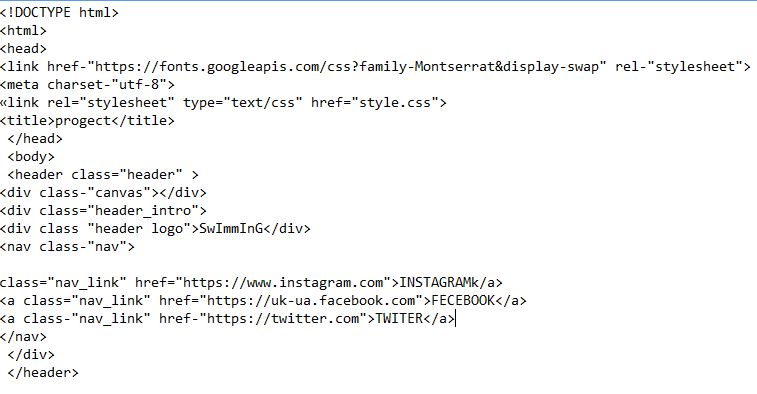 <!DOCTYPE html>
<html>
<head>
<link href-"https://fonts.googleapis.com/css?family-Montserrat&display-swap" rel-"stylesheet">
<meta charset-"utf-8">
«link rel="stylesheet" type="text/css" href="style.css">
<title>progect</title>
</head>
<body>
<header class="header" >
<div class-"canvas"></div>
<div class="header_intro">
<div class "header logo">SwImmInG</div>
<nav class-"nav">
class="nav_link" href="https://www.instagram.com">INSTAGRAMk/a>
<a class="nav_link" href="https://uk-ua.facebook.com">FECEBOOK</a>
<a class-"nav_link" href-"https://twitter.com">TWITER</a>
</nav>
</div>
</header>